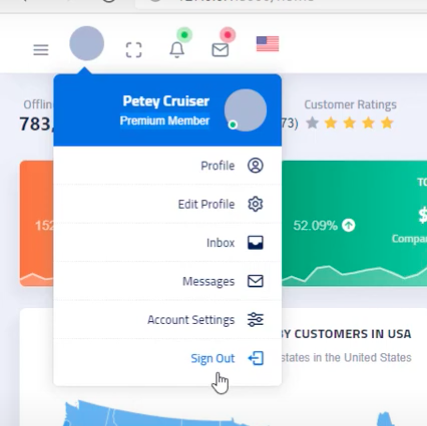 Offlin
Customer Ratings
783,
73)
Petey Cruiser
Premium Member
Profile
Edit Profile
Inbox
Messages
Account Settings
Sign Out
152
52.09%
TO
$
Compa
BY CUSTOMERS IN USA
states in the United States